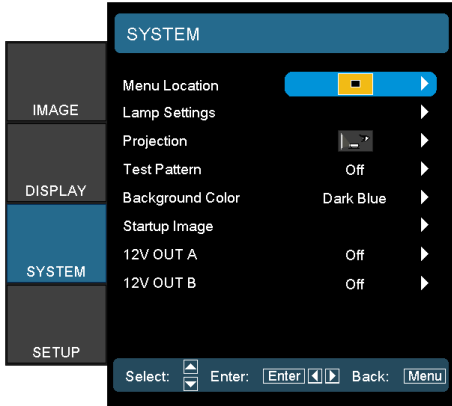 SYSTEM
IMAGE
DISPLAY
SYSTEM
SETUP
Menu Location
Lamp Settings
Projection
Test Pattern Off
Background Color Dark Blue
Startup Image
12V OUT A Off
12V OUT B Off
Select: Enter: Enter Back: Menu